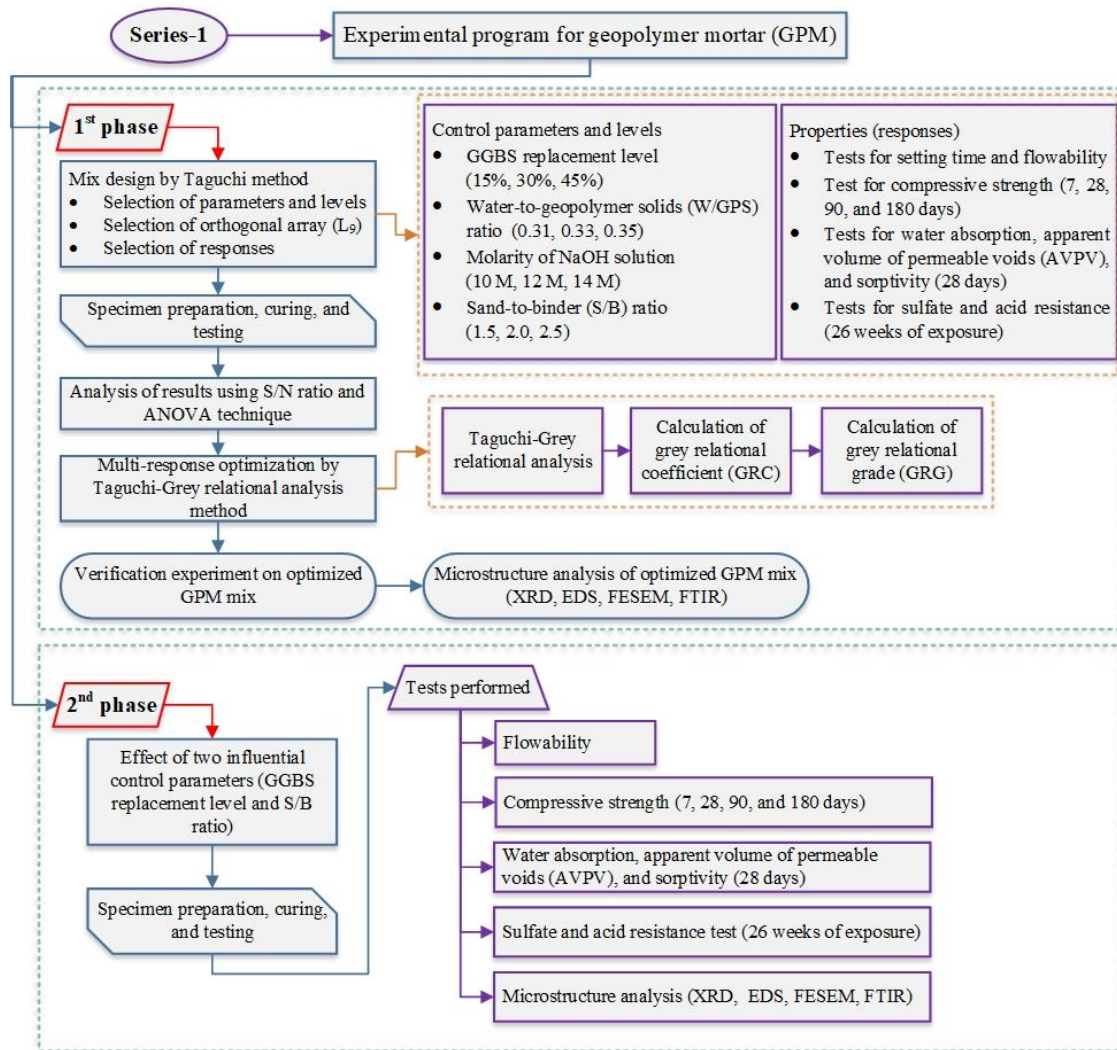 Series-1
Experimental program for geopolymer mortar (GPM)
1st phase
Mix design by Taguchi method
• Selection of parameters and levels
• Selection of orthogonal array (L₉)
• Selection of responses
Control parameters and levels
• GGBS replacement level
(15%, 30%, 45%)
• Water-to-geopolymer solids (W/GPS)
ratio (0.31, 0.33, 0.35)
• Molarity of NaOH solution
(10 M, 12 M, 14 M)
• Sand-to-binder (S/B) ratio
(1.5, 2.0, 2.5)
Properties (responses)
• Tests for setting time and flowability
• Test for compressive strength (7, 28,
90, and 180 days)
• Tests for water absorption, apparent
volume of permeable voids (AVPV),
and sorptivity (28 days)
• Tests for sulfate and acid resistance
(26 weeks of exposure)
Specimen preparation, curing, and
testing
Analysis of results using S/N ratio and
ANOVA technique
Multi-response optimization by
Taguchi-Grey relational analysis
method
Taguchi-Grey
relational analysis
Calculation of
grey relational
coefficient (GRC)
Calculation of
grey relational
grade (GRG)
Verification experiment on optimized
GPM mix
Microstructure analysis of optimized GPM mix
(XRD, EDS, FESEM, FTIR)
2nd phase
Effect of two influential
control parameters (GGBS
replacement level and S/B
ratio)
Specimen preparation, curing,
and testing
Tests performed
Flowability
Compressive strength (7, 28, 90, and 180 days)
Water absorption, apparent volume of permeable
voids (AVPV), and sorptivity (28 days)
Sulfate and acid resistance test (26 weeks of exposure)
Microstructure analysis (XRD, EDS, FESEM, FTIR)